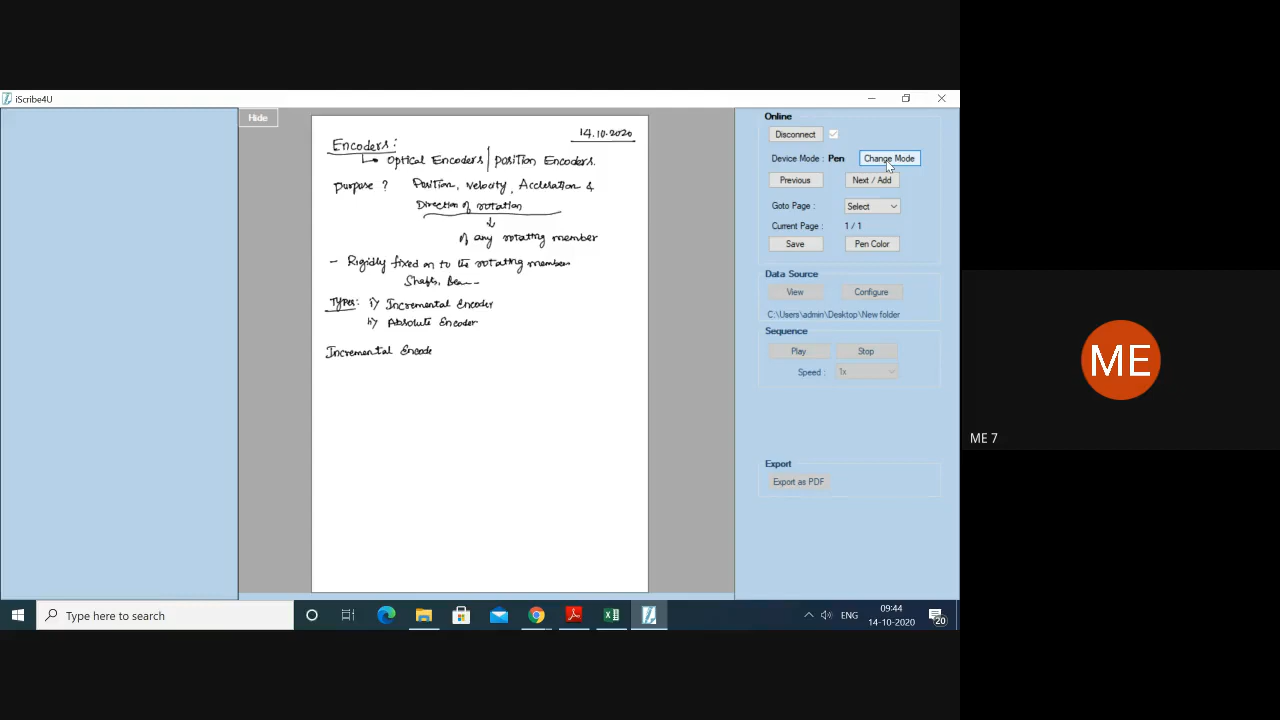 iScribe4U
Hide
14.10.2020
Encoders:
Optical Encoders | Position Encoders.
Purpose ? Position, Velocity, Acceleration &
Direction of rotation
of any rotating member
- Rigidly fixed on to the rotating members
Shafts,
Types: i) Incremental Encoder
ii) Absolute Encoder
Incremental Encode
Online
Disconnect
Device Mode : Pen Change Mode
Previous Next / Add
Goto Page : Select
Current Page : 1 / 1
Save Pen Color
Data Source
View Configure
C:\Users\admin\Desktop\New folder
Sequence
Play Stop
Speed : 1x
Export
Export as PDF
ME
ME 7
Type here to search
ENG
09:44
14-10-2020
20